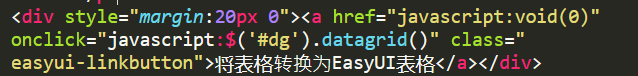 <div style="margin:20px 0"><a href="javascript:void(0)"
onclick="javascript:$('#dg').datagrid()" class="
easyui-linkbutton">将表格转换为EasyUI表格</a></div>